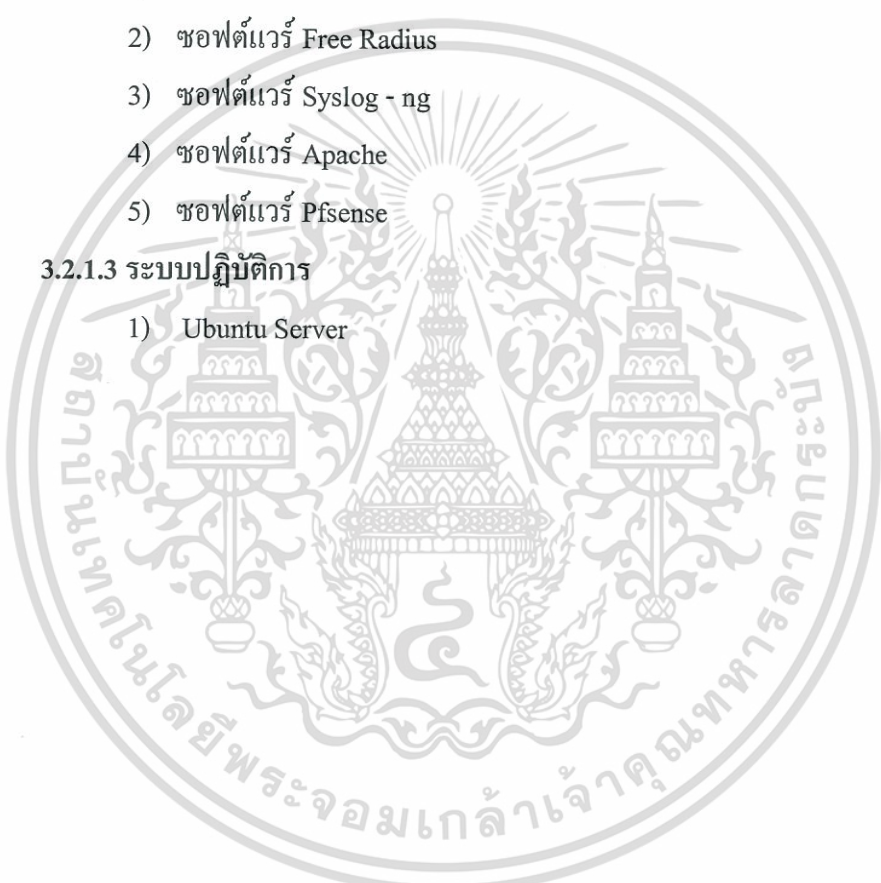 2) ซอฟต์แวร์ Free Radius
3) ซอฟต์แวร์ Syslog - ng
4) ซอฟต์แวร์ Apache
5) ซอฟต์แวร์ Pfsense
3.2.1.3 ระบบปฏิบัติการ
1) Ubuntu Server
สถาบันเทคโนโลยีพระจอมเกล้าเจ้าคุณทหารลาดกระบัง